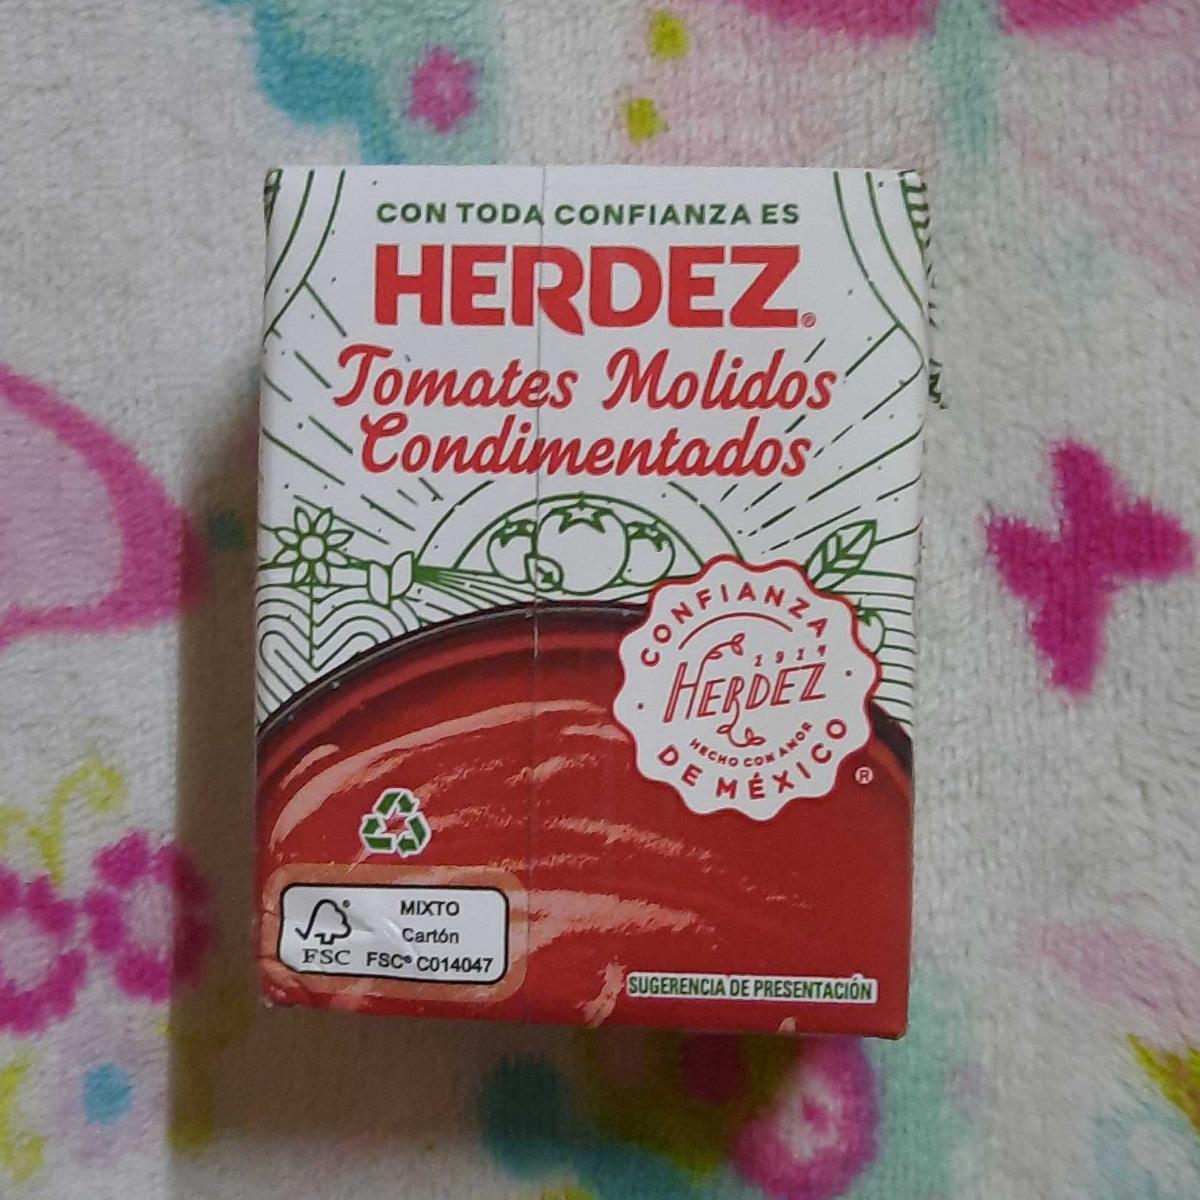 CON TODA CONFIANZA ES
HERDEZ®
Tomates Molidos
Condimentados
CONFIANZA
1914
HERDEZ
HECHO CON AMOR
DE MÉXICO
®
MIXTO
Cartón
FSC® FSC® C014047
SUGERENCIA DE PRESENTACIÓN